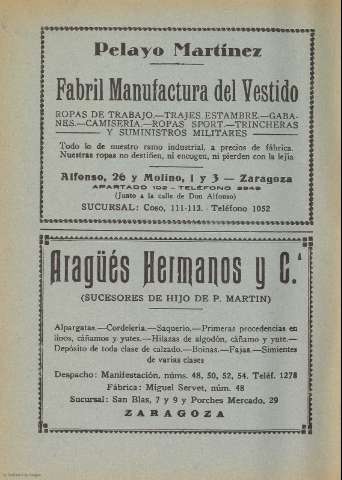 Pelayo Martínez
Fabril Manufactura del Vestido
ROPAS DE TRABAJO.—TRAJES ESTAMBRE.—GABA-
NES.—CAMISERIA.—ROPAS SPORT.—TRINCHERAS
Y SUMINISTROS MILITARES
Todo lo de nuestro ramo industrial, a precios de fábrica.
Nuestras ropas no destiñen, ni encogen, ni pierden con la lejía
Alfonso, 26 y Molino, 1 y 3 — Zaragoza
APARTADO 102 - TELÉFONO 2949
(Junto a la calle de Don Alfonso)
SUCURSAL: Coso, 111-113. - Teléfono 1052
Aragüés Hermanos y C.ª
(SUCESORES DE HIJO DE P. MARTIN)
Alpargatas.—Cordelería.—Saquerío.—Primeras procedencias en
linos, cáñamos y yutes.—Hilazas de algodón, cáñamo y yute.—
Depósito de toda clase de calzado.—Boinas.—Fajas.—Simientes
de varias clases
Despacho: Manifestación, núms. 48, 50, 52, 54. Teléf. 1278
Fábrica: Miguel Servet, núm. 48
Sucursal: San Blas, 7 y 9 y Porches Mercado, 29
ZARAGOZA